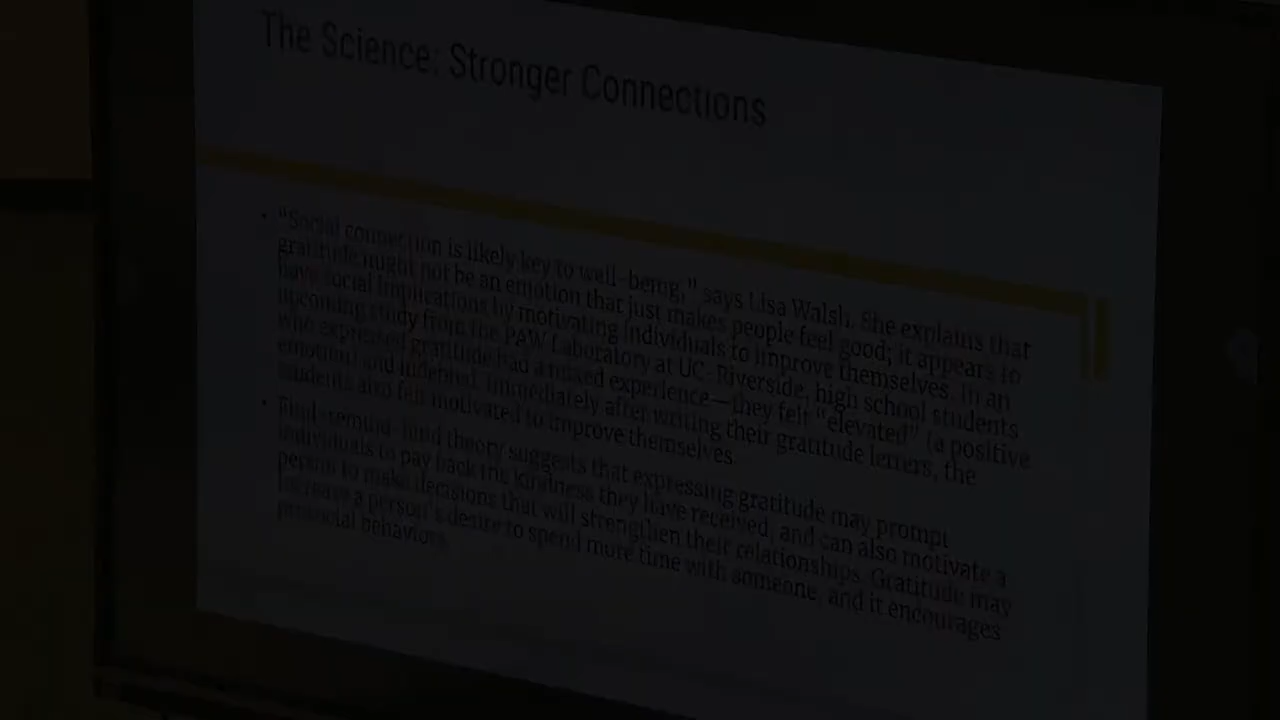 The Science: Stronger Connections
• "Social connection is likely key to well-being," says Lisa Walsh. She explains that
gratitude might not be an emotion that just makes people feel good; it appears to
have social implications by motivating individuals to improve themselves. In an
upcoming study from the PAW Laboratory at UC-Riverside, high school students
who expressed gratitude had a mixed experience—they felt "elevated" (a positive
emotion) and indebted. Immediately after writing their gratitude letters, the
students also felt motivated to improve themselves.
• Find-remind-bind theory suggests that expressing gratitude may prompt
individuals to pay back the kindness they have received, and can also motivate a
person to make decisions that will strengthen their relationships. Gratitude may
increase a person's desire to spend more time with someone, and it encourages
prosocial behaviors.